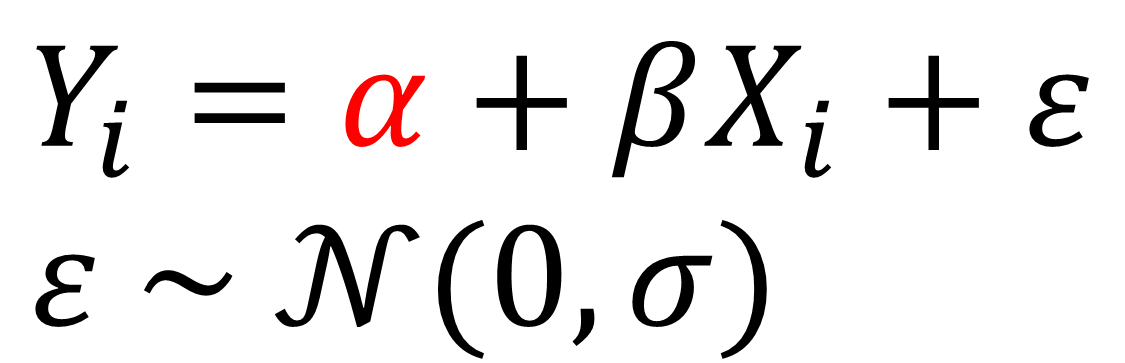 Yᵢ = α + βXᵢ + ε
ε ~ 𝒩(0, σ)